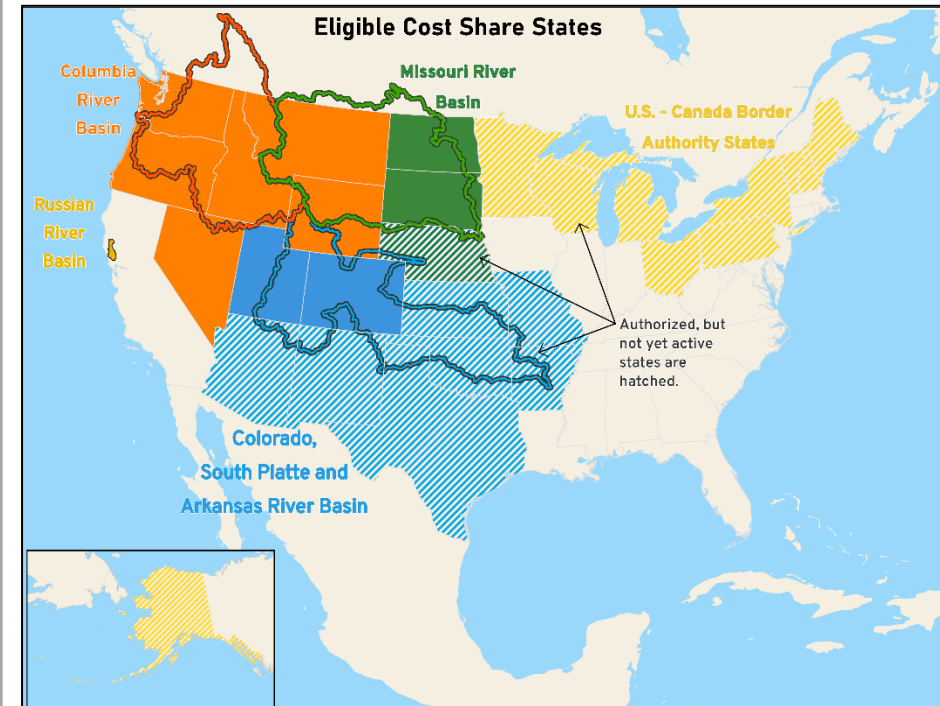 Eligible Cost Share States
Columbia
River
Basin
Missouri River
Basin
U.S. - Canada Border
Authority States
Russian
River
Basin
Authorized, but
not yet active
states are
hatched.
Colorado,
South Platte and
Arkansas River Basin